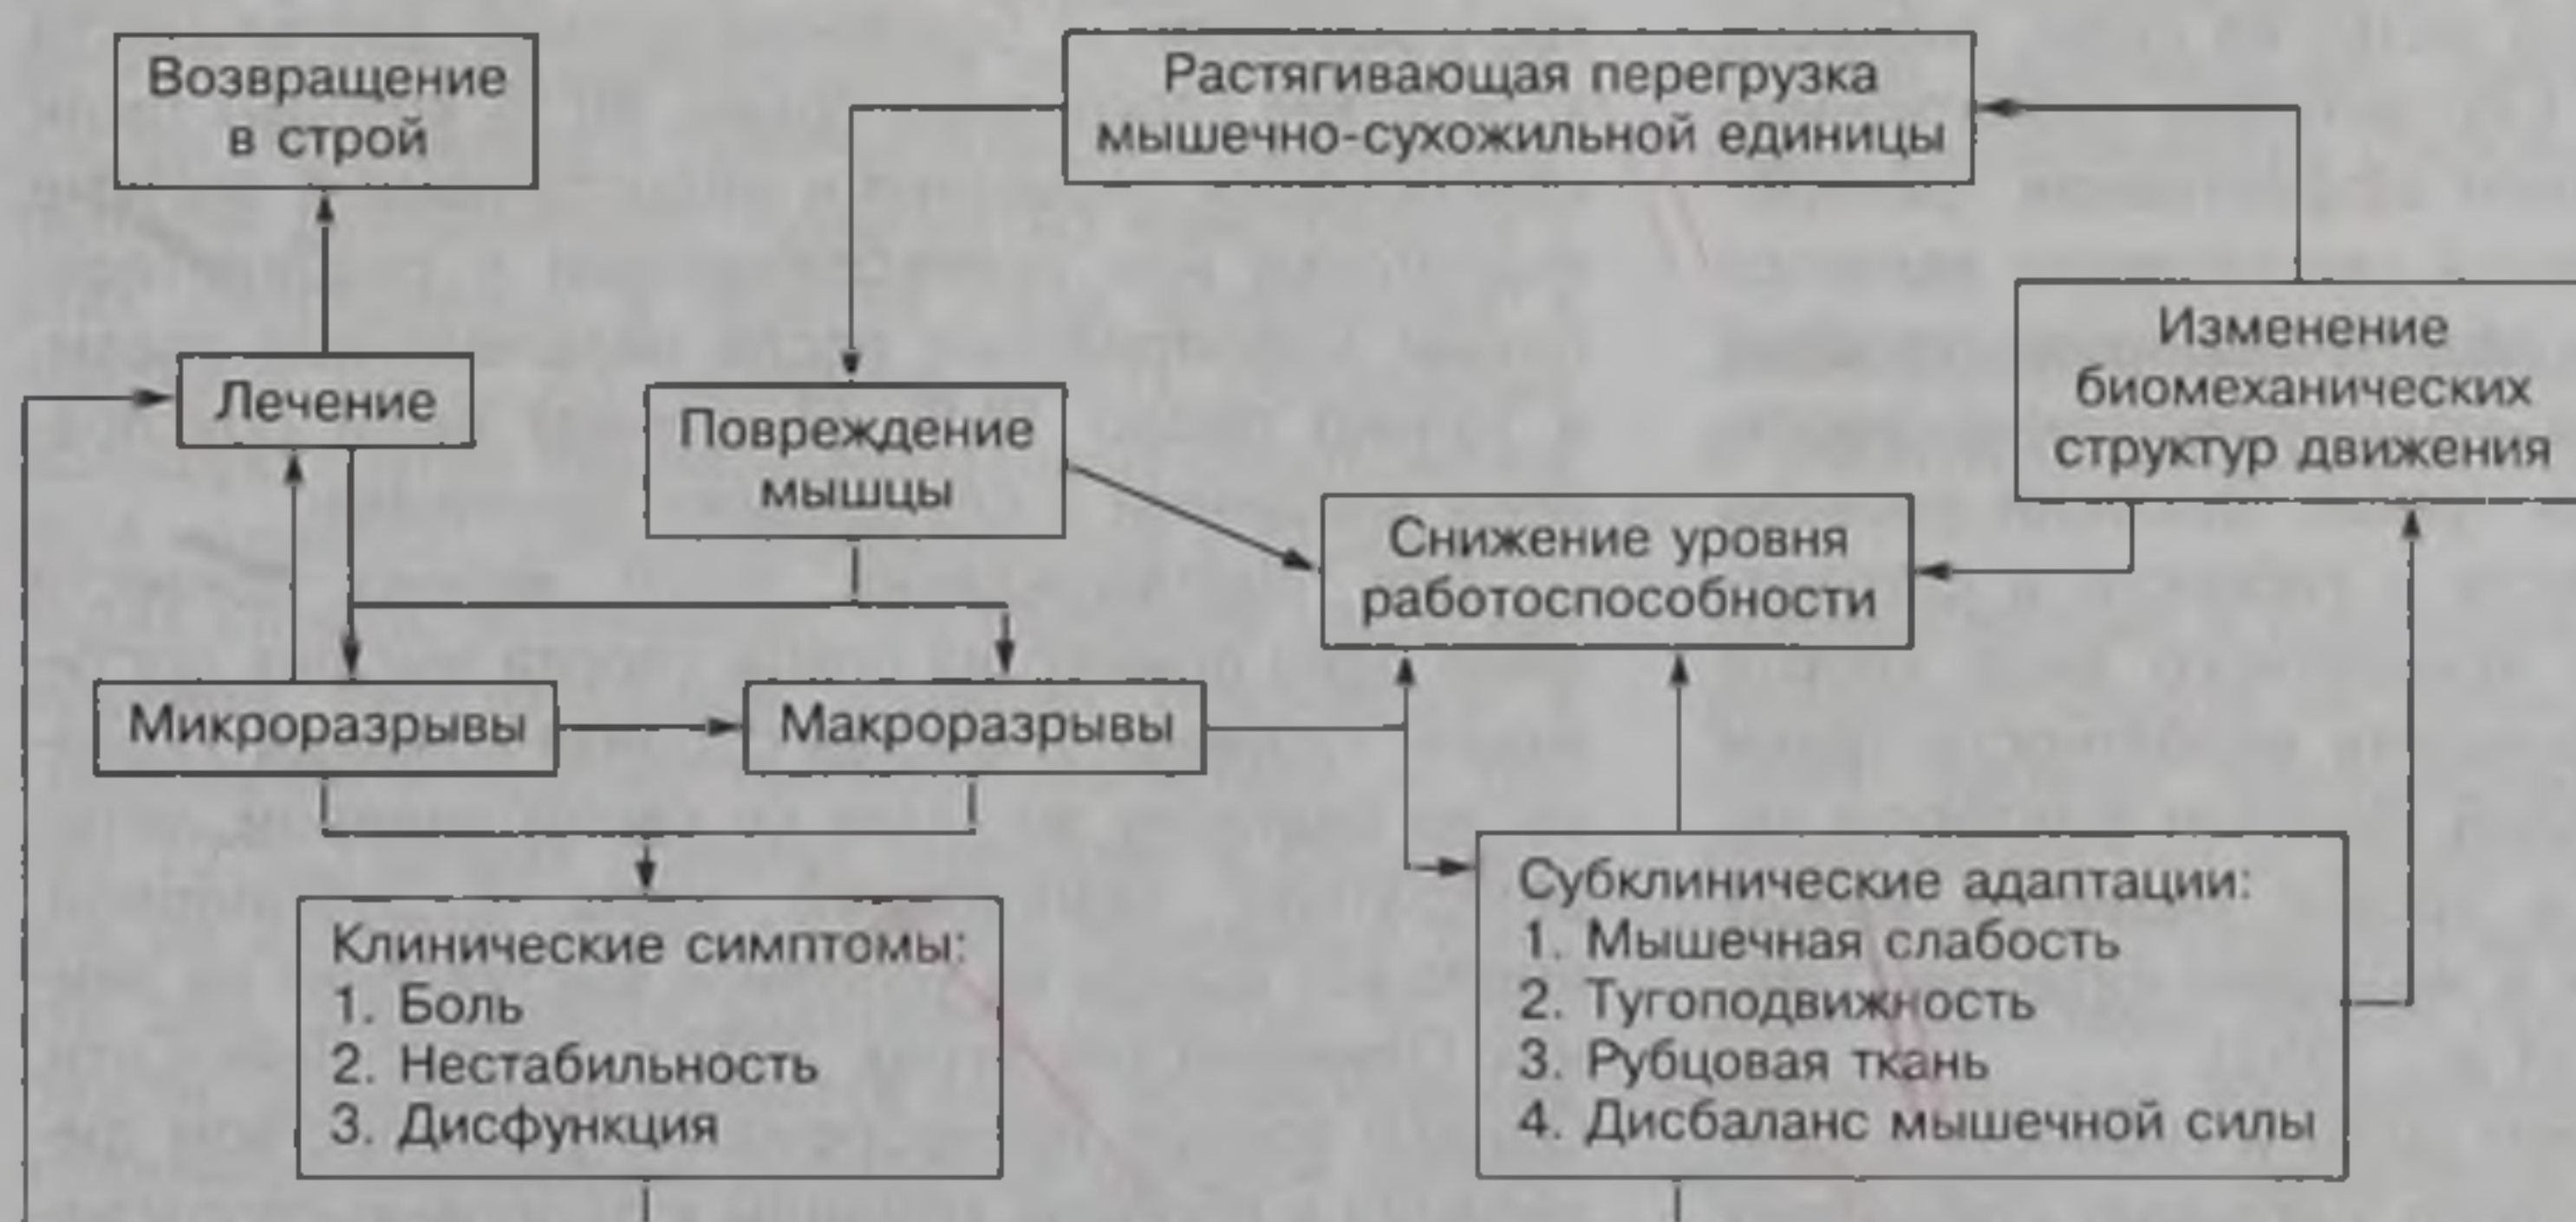 Возвращение
в строй
Растягивающая перегрузка
мышечно-сухожильной единицы
Изменение
биомеханических
структур движения
Лечение
Повреждение
мышцы
Снижение уровня
работоспособности
Микроразрывы
Макроразрывы
Клинические симптомы:
1. Боль
2. Нестабильность
3. Дисфункция
Субклинические адаптации:
1. Мышечная слабость
2. Тугоподвижность
3. Рубцовая ткань
4. Дисбаланс мышечной силы